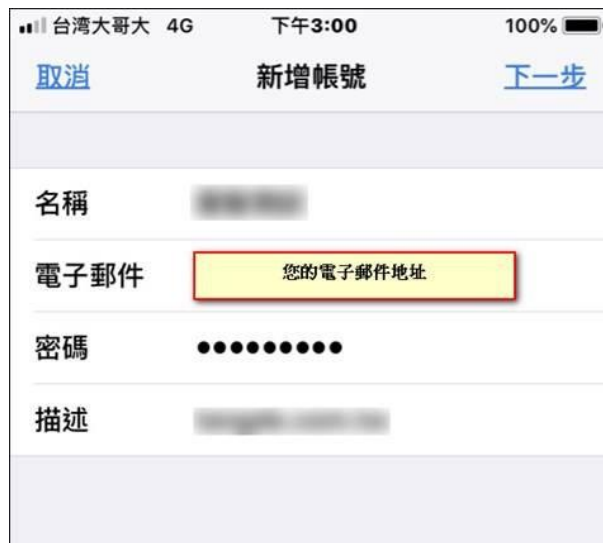 台湾大哥大 4G 下午3:00 100%
取消 新增帳號 下一步
名稱
電子郵件 您的電子郵件地址
密碼 •••••••••
描述